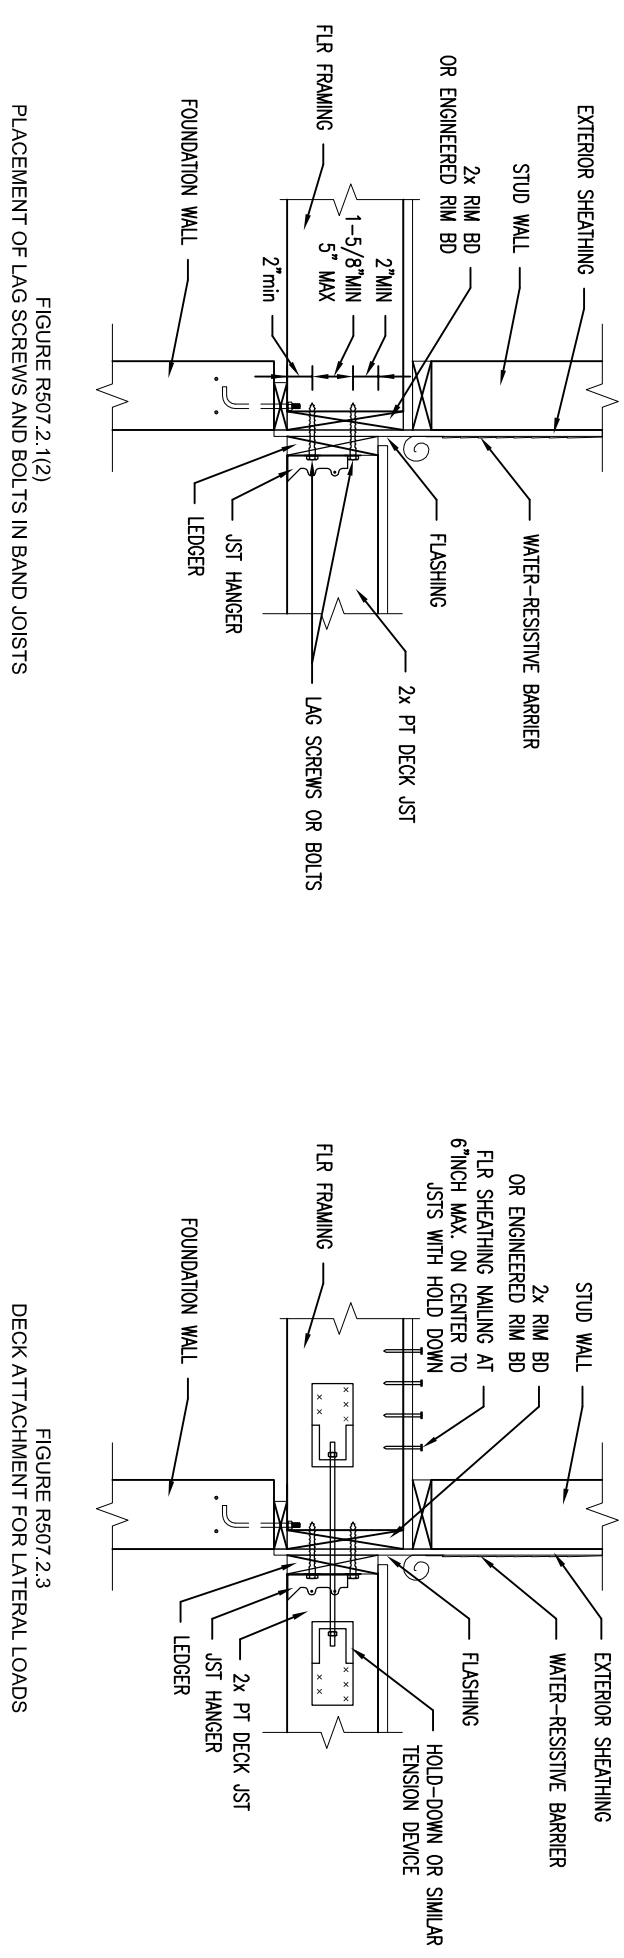 EXTERIOR SHEATHING
STUD WALL
2x RIM BD
OR ENGINEERED RIM BD
FLR FRAMING
2"MIN
1-5/8"MIN
5" MAX
2"min
FOUNDATION WALL
WATER-RESISTIVE BARRIER
FLASHING
2x PT DECK JST
LAG SCREWS OR BOLTS
JST HANGER
LEDGER
FIGURE R507.2.1(2)
PLACEMENT OF LAG SCREWS AND BOLTS IN BAND JOISTS
STUD WALL
2x RIM BD
OR ENGINEERED RIM BD
FLR SHEATHING NAILING AT
6"INCH MAX. ON CENTER TO
JSTS WITH HOLD DOWN
FLR FRAMING
FOUNDATION WALL
EXTERIOR SHEATHING
WATER-RESISTIVE BARRIER
FLASHING
HOLD-DOWN OR SIMILAR
TENSION DEVICE
2x PT DECK JST
JST HANGER
LEDGER
FIGURE R507.2.3
DECK ATTACHMENT FOR LATERAL LOADS